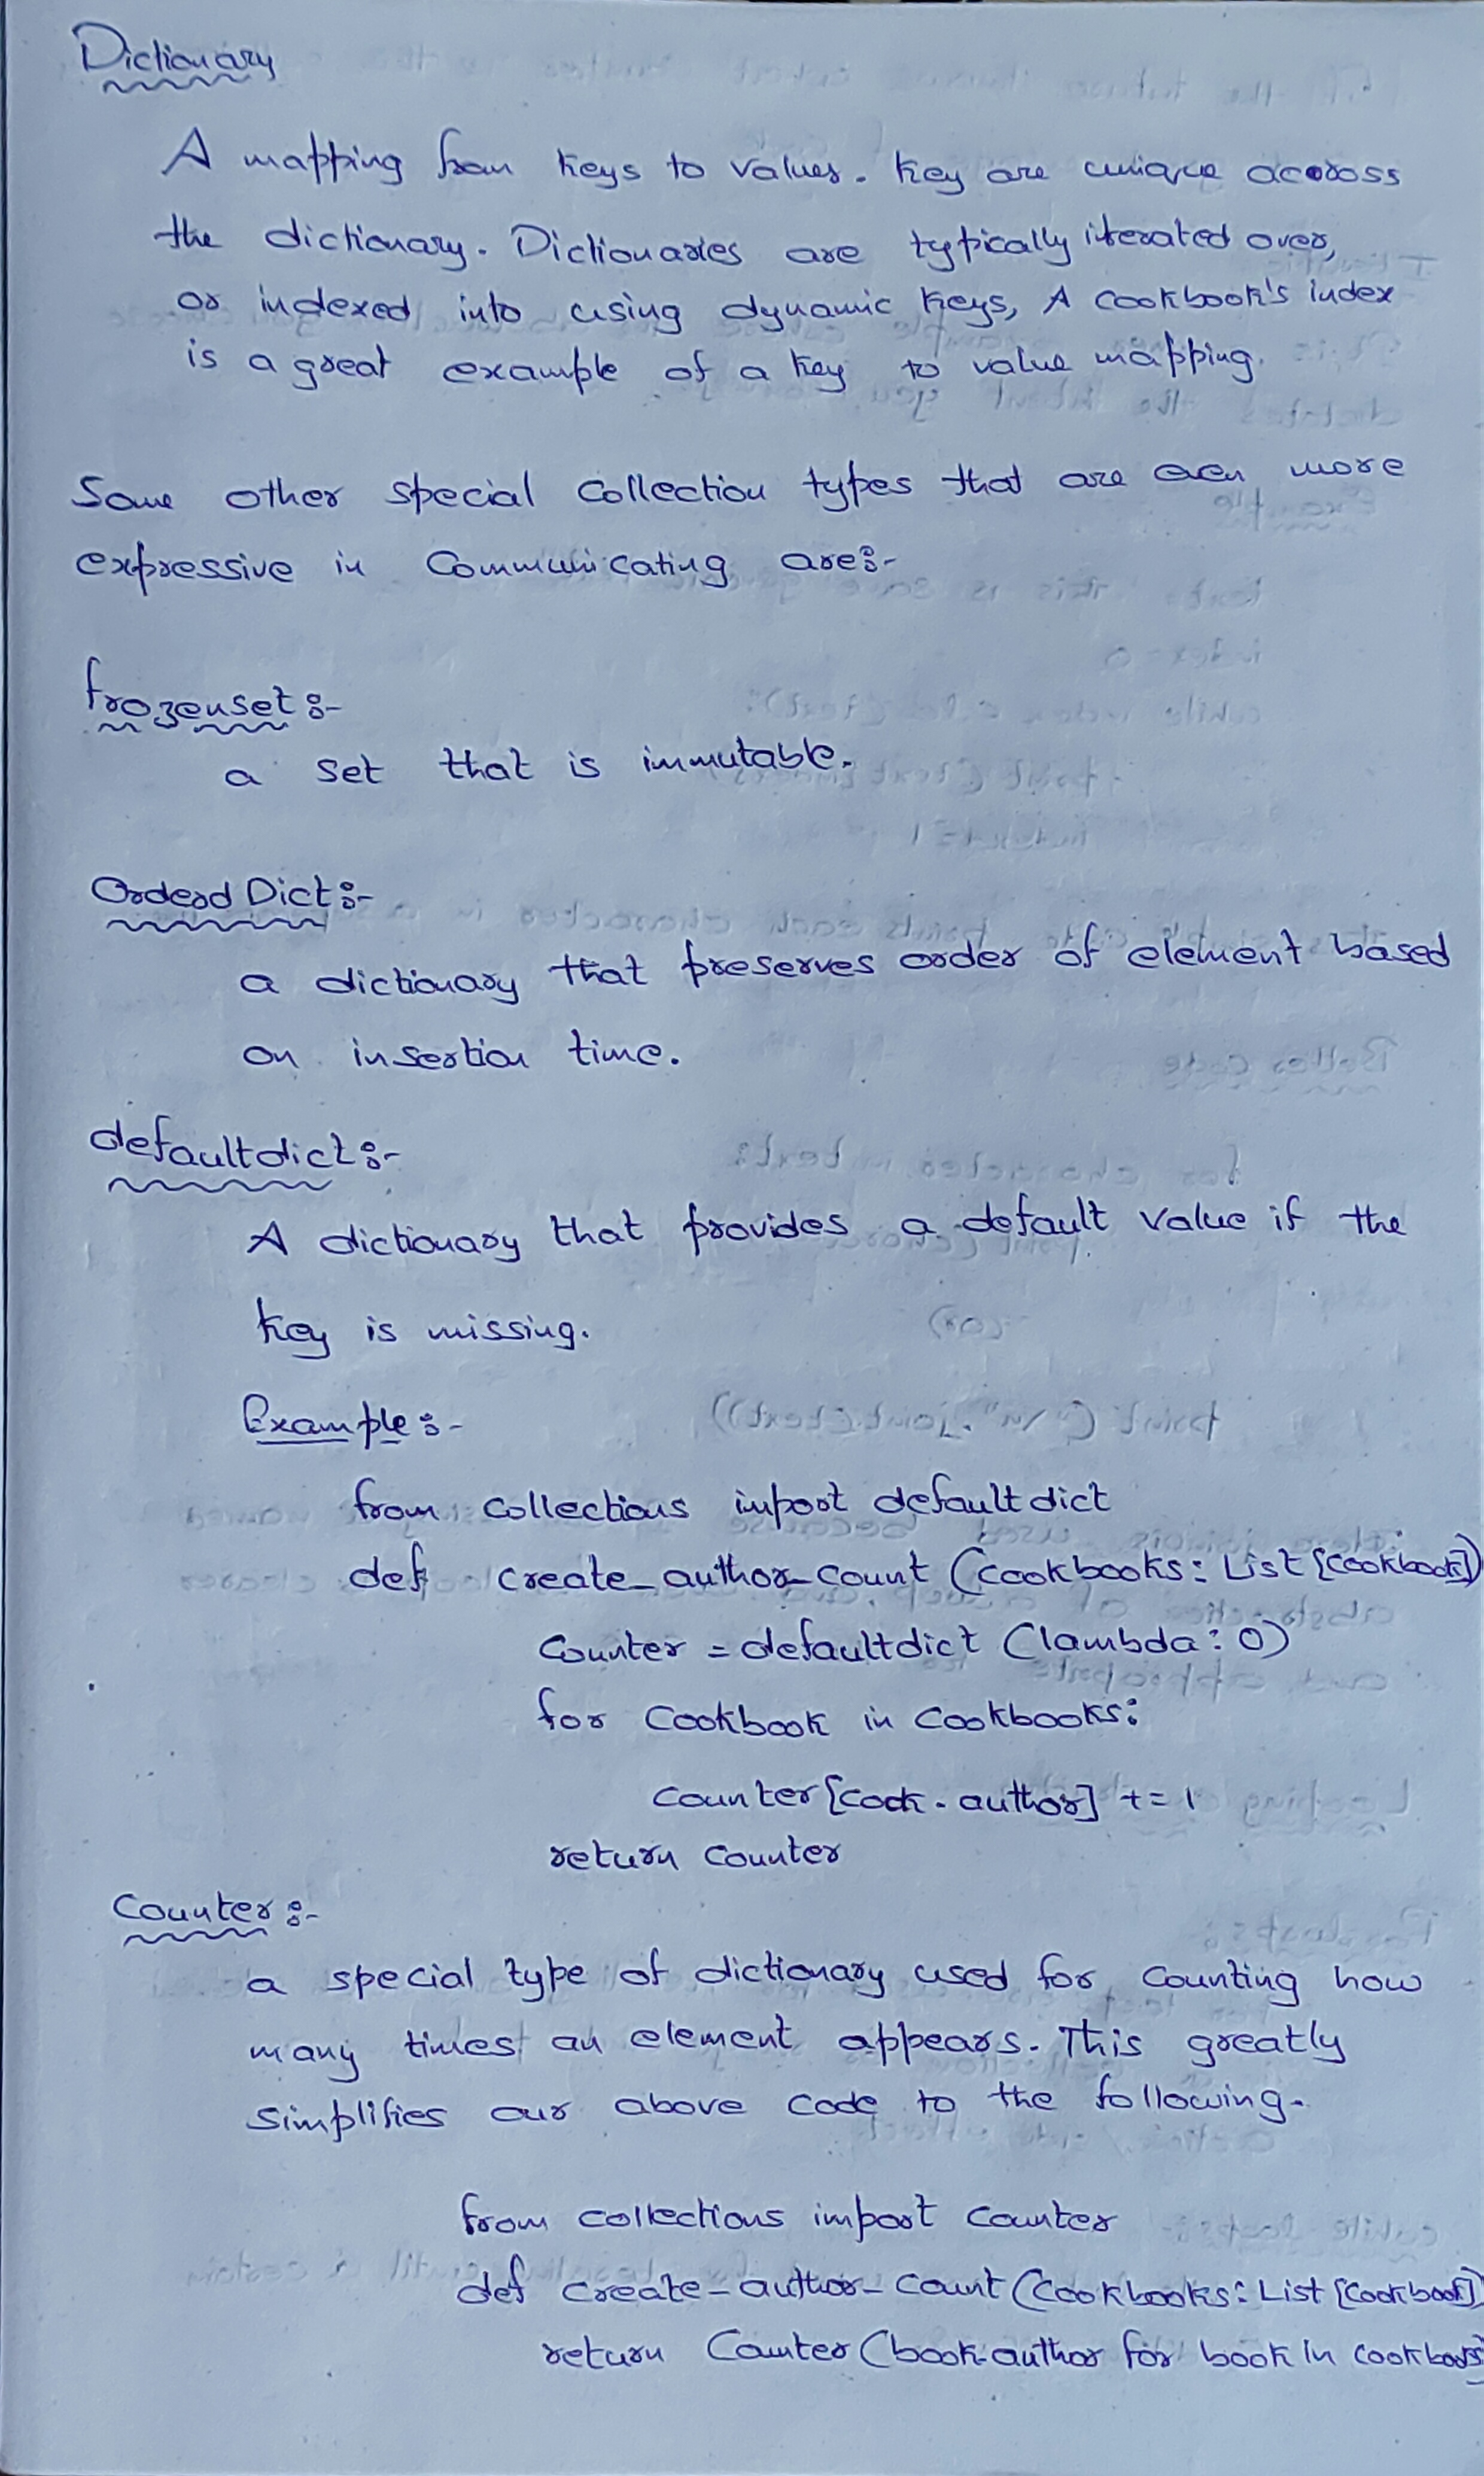 Dictionary
A mapping from keys to values. Key are unique acoross
the dictionary. Dictionaries are typically iterated over,
or indexed into using dynamic keys, A cookbook's index
is a great example of a key to value mapping.
Some other special collection types that are even more
expressive in Communicating are:-
frozenset :-
a set that is immutable.
Orderd Dict :-
a dictionary that preserves order of element based
on insertion time.
defaultdict :-
A dictionary that provides a default value if the
key is missing.
Example :-
from collections import defaultdict
def create_author_count (cookbooks: List [cookbook])
Counter = defaultdict (lambda : 0)
for Cookbook in cookbooks:
counter [cook.author] += 1
return counter
Counter :-
a special type of dictionary used for counting how
many times an element appears. This greatly
simplifies our above code to the following.
from collections import counter
def create_author_count (cookbooks: List [cookbook])
return Counter (book.author for book in cookbooks